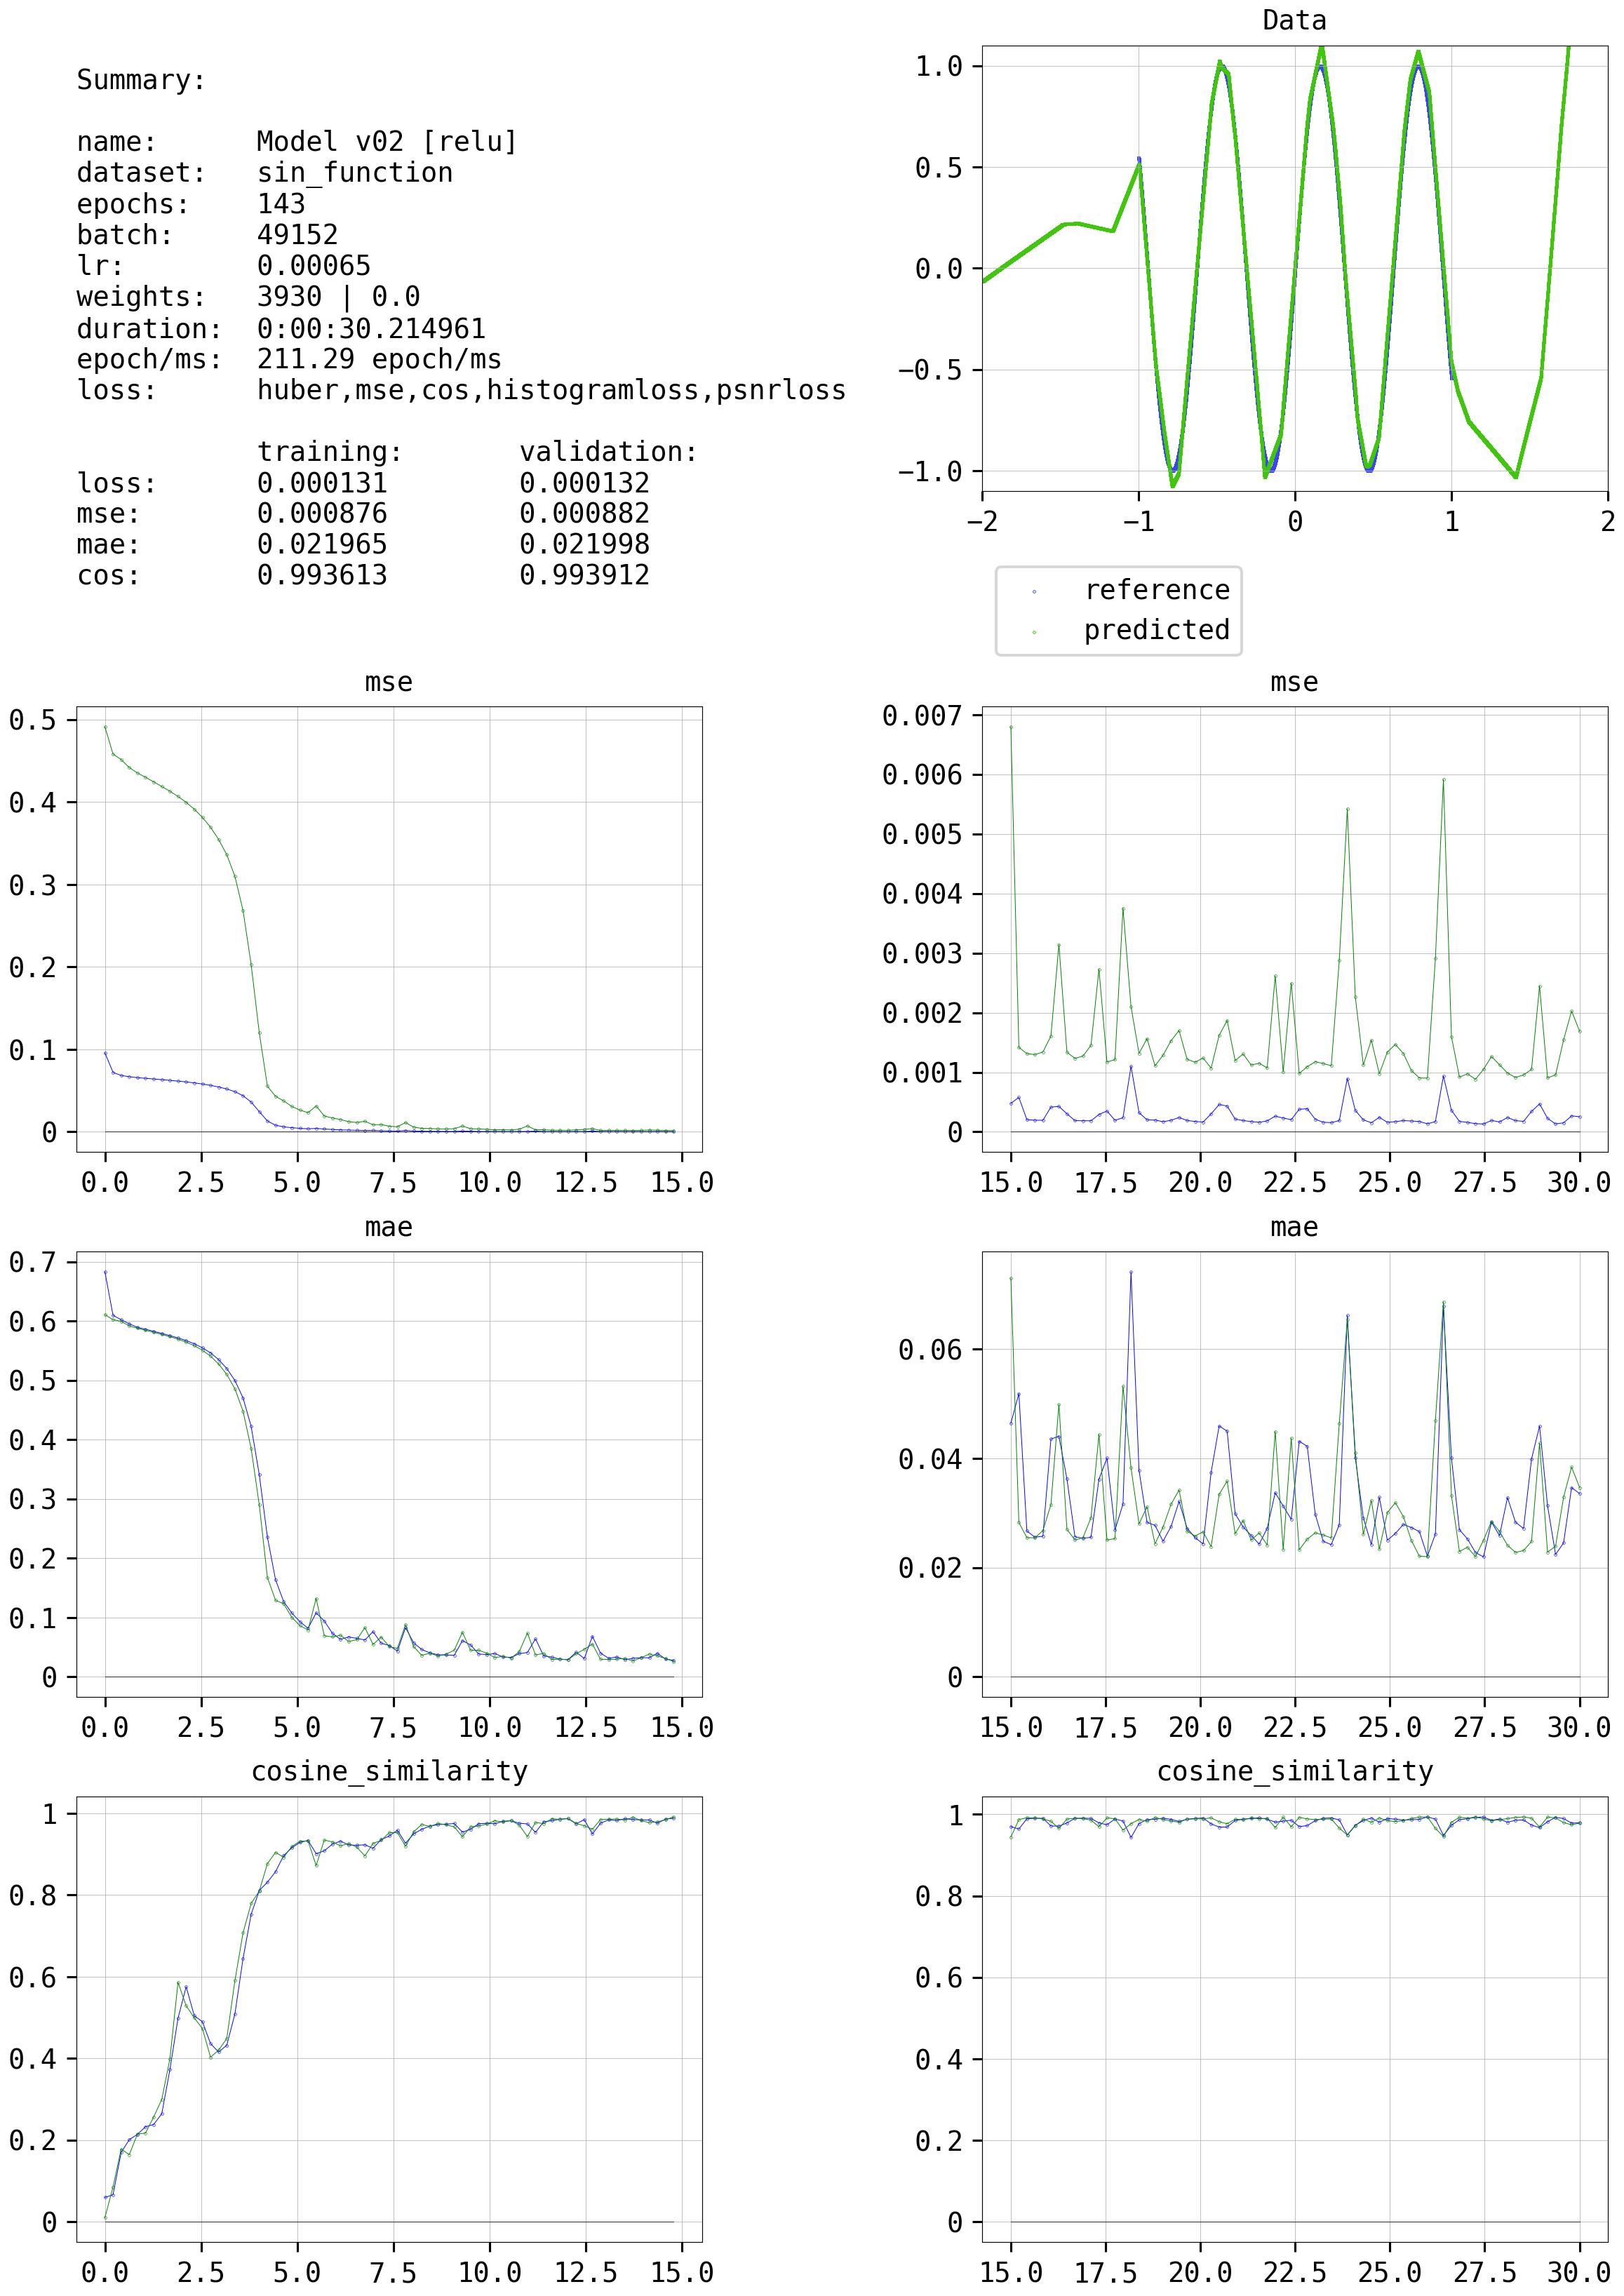 Summary:
name: Model v02 [relu]
dataset: sin_function
epochs: 143
batch: 49152
lr: 0.00065
weights: 3930 | 0.0
duration: 0:00:30.214961
epoch/ms: 211.29 epoch/ms
loss: huber,mse,cos,histogramloss,psnrloss
training: validation:
loss: 0.000131 0.000132
mse: 0.000876 0.000882
mae: 0.021965 0.021998
cos: 0.993613 0.993912
Data
1.0
0.5
0.0
−0.5
−1.0
−2 −1 0 1 2
reference
predicted
mse
0.5
0.4
0.3
0.2
0.1
0
0.0 2.5 5.0 7.5 10.0 12.5 15.0
mse
0.007
0.006
0.005
0.004
0.003
0.002
0.001
0
15.0 17.5 20.0 22.5 25.0 27.5 30.0
mae
0.7
0.6
0.5
0.4
0.3
0.2
0.1
0
0.0 2.5 5.0 7.5 10.0 12.5 15.0
mae
0.06
0.04
0.02
0
15.0 17.5 20.0 22.5 25.0 27.5 30.0
cosine_similarity
1
0.8
0.6
0.4
0.2
0
0.0 2.5 5.0 7.5 10.0 12.5 15.0
cosine_similarity
1
0.8
0.6
0.4
0.2
0
15.0 17.5 20.0 22.5 25.0 27.5 30.0